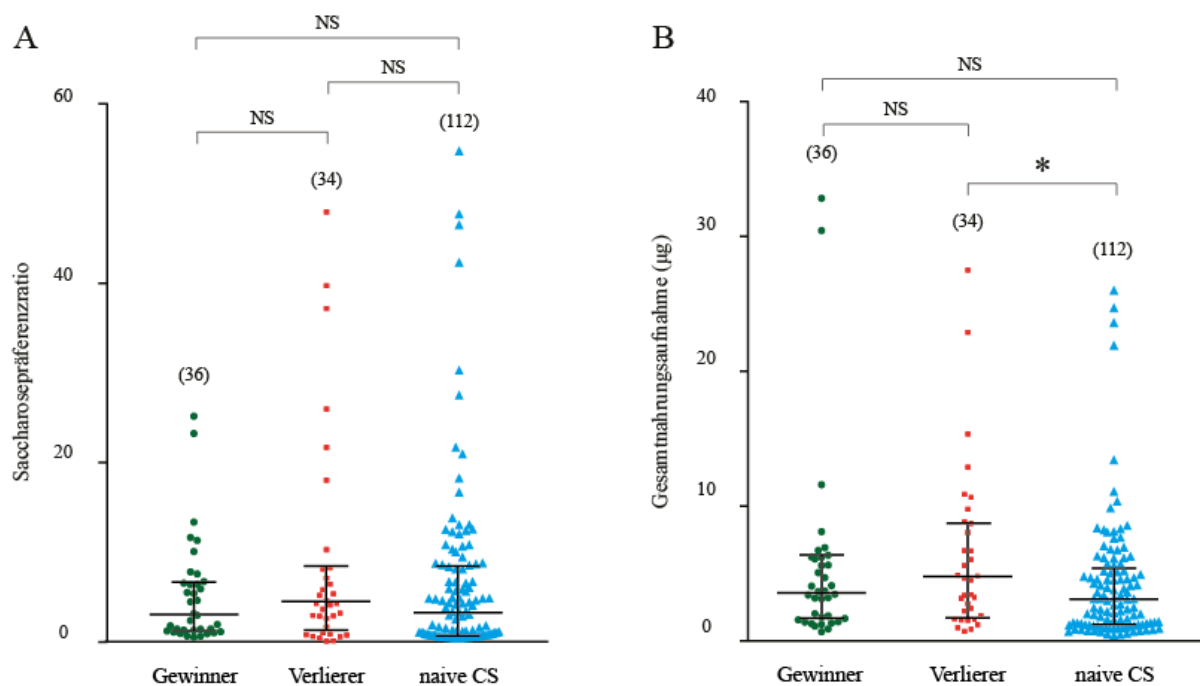 A
NS
NS
NS
60
40
20
0
Saccharosepräferenzratio
(36)
(34)
(112)
Gewinner
Verlierer
naive CS
B
NS
NS
*
40
30
20
10
0
Gesamtnahrungsaufnahme (µg)
(36)
(34)
(112)
Gewinner
Verlierer
naive CS